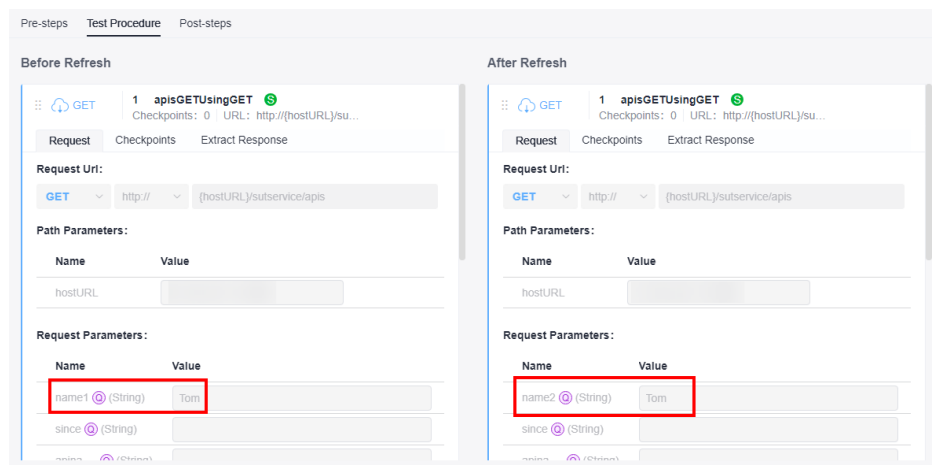 Pre-steps Test Procedure Post-steps
Before Refresh
GET 1 apisGETUsingGET S
Checkpoints: 0 URL: http://{hostURL}/su...
Request Checkpoints Extract Response
Request Url:
GET http:// {hostURL}/sutservice/apis
Path Parameters:
Name Value
hostURL
Request Parameters:
Name Value
name1 Q (String) Tom
since Q (String)
Q (String)
After Refresh
GET 1 apisGETUsingGET S
Checkpoints: 0 URL: http://{hostURL}/su...
Request Checkpoints Extract Response
Request Url:
GET http:// {hostURL}/sutservice/apis
Path Parameters:
Name Value
hostURL
Request Parameters:
Name Value
name2 Q (String) Tom
since Q (String)
Q (String)